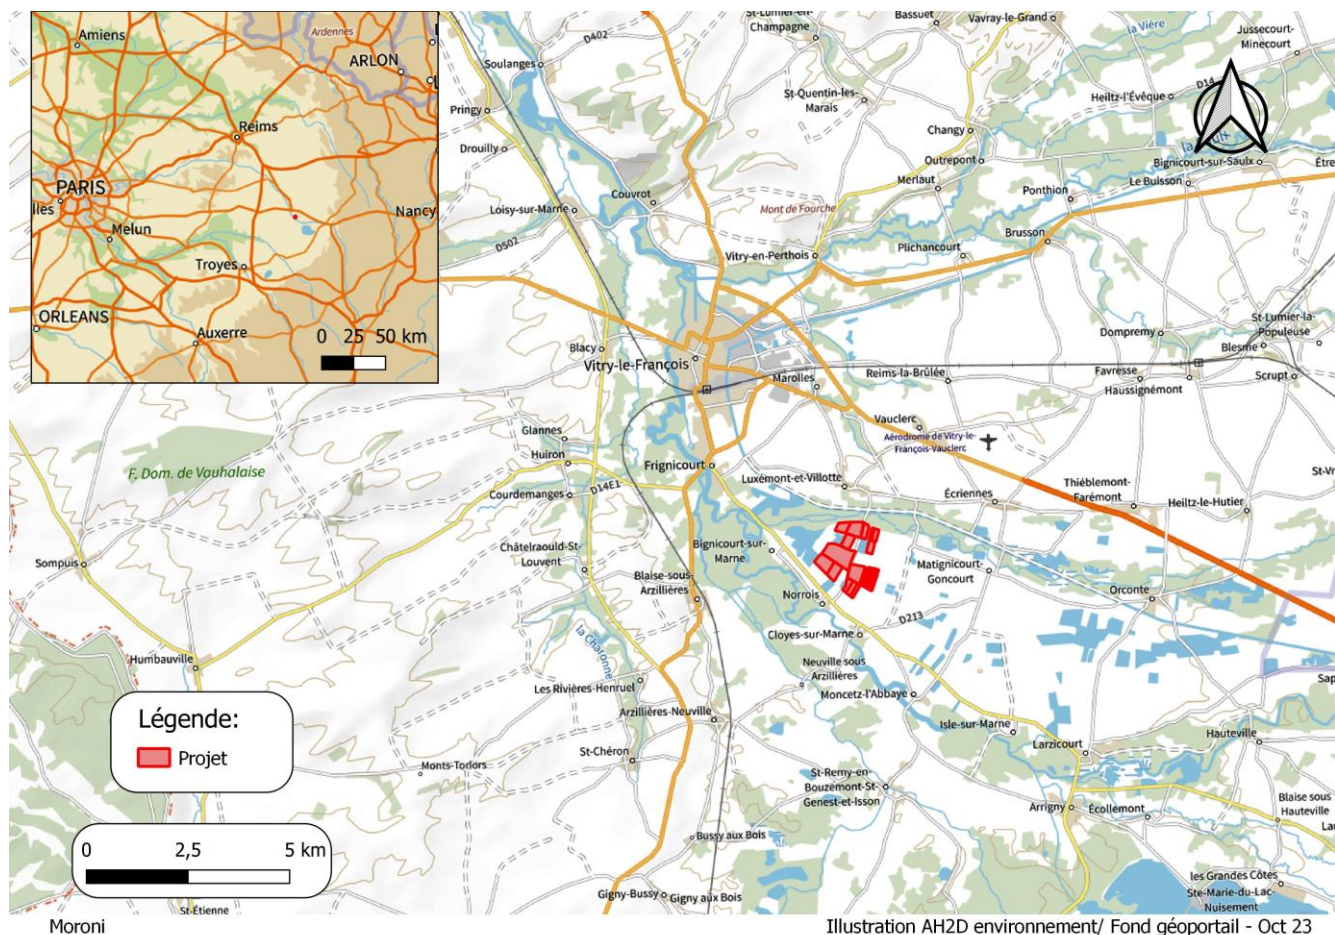 Amiens
Ardennes
ARLON
Reims
PARIS
lles
Melun
Nancy
Troyes
ORLEANS
Auxerre
0 25 50 km
St-Lumier-en-
Champagne
Bassuet
Vavray-le-Grand
la Vière
Jussecourt-
Minecourt
D402
Soulanges
Pringy
St-Quentin-les-
Marais
Heiltz-l'Évêque
D14
Drouilly
Changy
Outrepont
Bignicourt-sur-Saulx
Étre
Couvrot
Merlaut
Ponthion
Le Buisson
Loisy-sur-Marne
Mont de Fourche
D502
Vitry-en-Perthois
Plichancourt
Brusson
St-Lumier-la-
Populeuse
Dompremy
Blesme
Blacy
Vitry-le-François
Marolles
Reims-la-Brûlée
Favresse
Haussignémont
Scrupt
Vauclerc
Aérodrome de Vitry-le-
François-Vauclerc
Glannes
Huiron
F. Dom. de Vauhalaise
Frignicourt
Luxémont-et-Villotte
St-Vr
Courdemanges
D14E1
Écriennes
Thiéblemont-
Farémont
Heiltz-le-Hutier
Sompuis
Châtelraould-St-
Louvent
Bignicourt-sur-
Marne
Matignicourt-
Goncourt
Blaise-sous-
Arzillières
Norrois
Orconte
D213
Cloyes-sur-Marne
la Charonne
Humbauville
Neuville sous
Arzillières
Les Rivières-Henruel
Moncetz-l'Abbaye
Sap
Arzillières-Neuville
Isle-sur-Marne
Hauteville
Légende:
Projet
St-Chéron
Larzicourt
Monts-Torlors
St-Remy-en-
Bouzemont-St-
Genest-et-Isson
Arrigny
Écollemont
Blaise sous
Hauteville
La
Bussy aux Bois
0 2,5 5 km
Gigny-Bussy
Gigny aux Bois
les Grandes Côtes
Ste-Marie-du-Lac-
Nuisement
St-Étienne
Moroni
Illustration AH2D environnement/ Fond géoportail - Oct 23